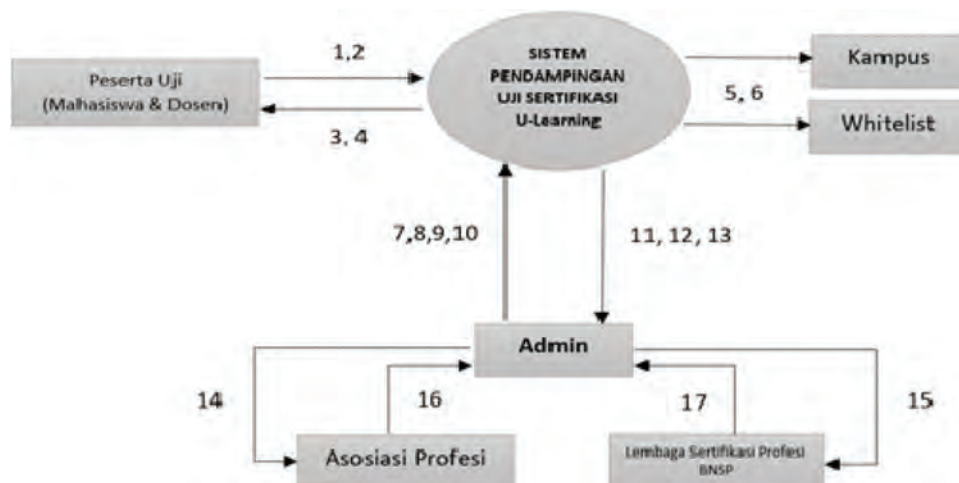 1,2
Peserta Uji
(Mahasiswa & Dosen)
3, 4
SISTEM
PENDAMPINGAN
UJI SERTIFIKASI
U-Learning
Kampus
5, 6
Whitelist
7,8,9,10
11, 12, 13
Admin
14
16
17
15
Asosiasi Profesi
Lembaga Sertifikasi Profesi
BNSP